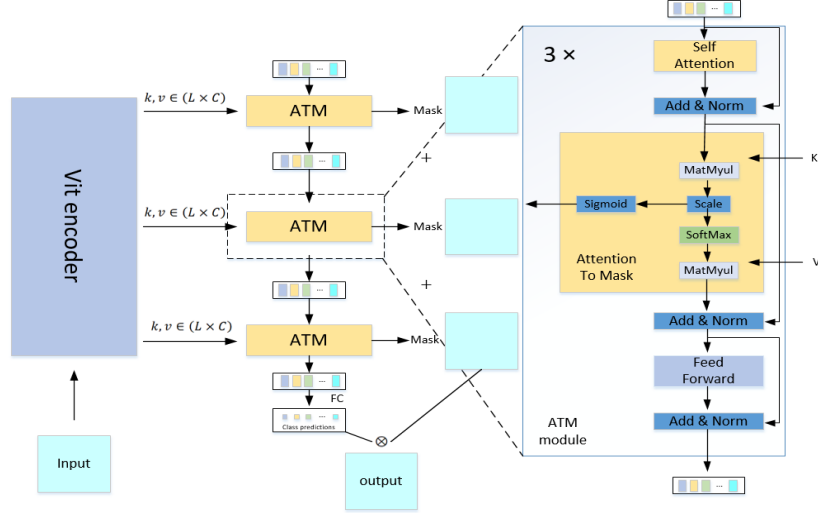 Vit encoder
Input
k, v ∈ (L × C)
ATM
Mask
+
k, v ∈ (L × C)
ATM
Mask
+
k, v ∈ (L × C)
ATM
Mask
...
...
...
...
FC
...
Class predictions
⊗
output
3 ×
...
Self
Attention
Add & Norm
K
MatMyul
Sigmoid
Scale
SoftMax
Attention
To Mask
MatMyul
V
Add & Norm
Feed
Forward
Add & Norm
ATM
module
...